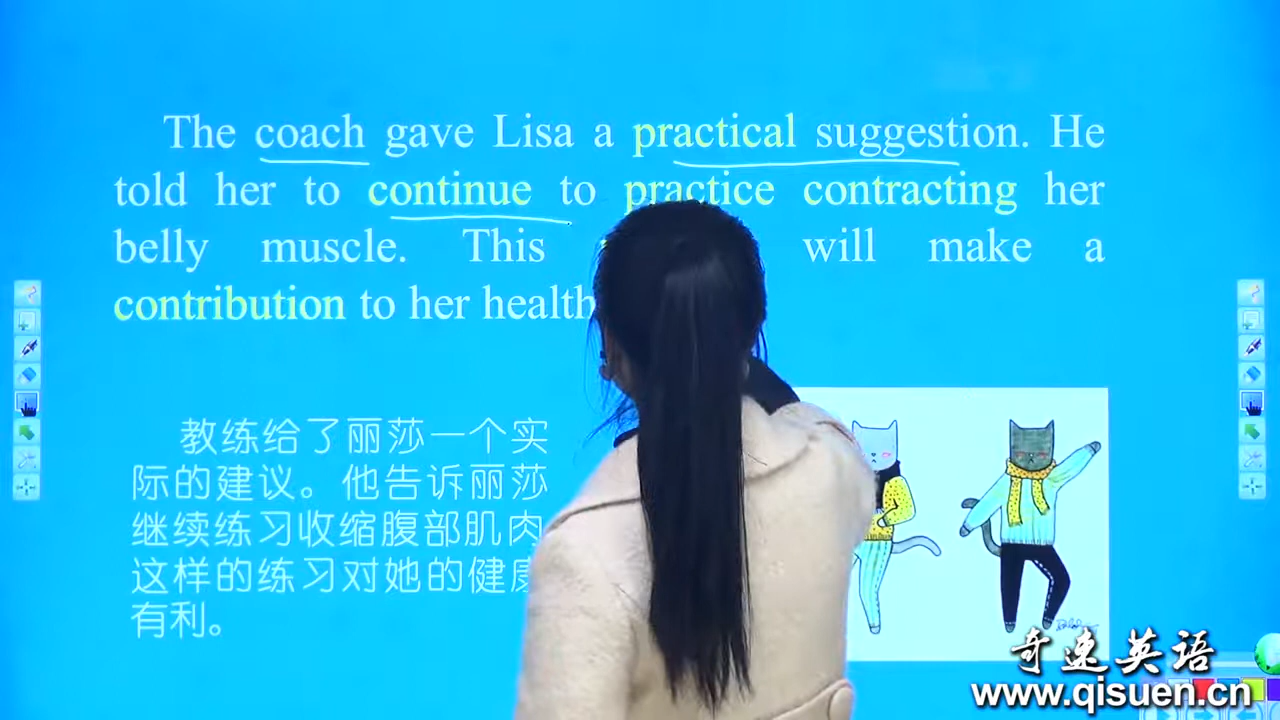 The coach gave Lisa a practical suggestion. He
told her to continue to practice contracting her
belly muscle. This will make a
contribution to her health
教练给了丽莎一个实
际的建议。他告诉丽莎
继续练习收缩腹部肌肉
这样的练习对她的健康
有利。
奇速英语
www.qisuen.cn